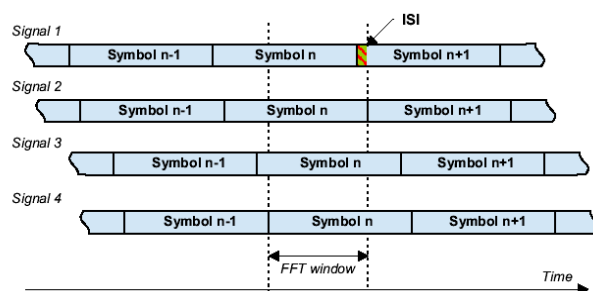 ISI
Signal 1
Symbol n-1 Symbol n Symbol n+1
Signal 2
Symbol n-1 Symbol n Symbol n+1
Signal 3
Symbol n-1 Symbol n Symbol n+1
Signal 4
Symbol n-1 Symbol n Symbol n+1
FFT window
Time